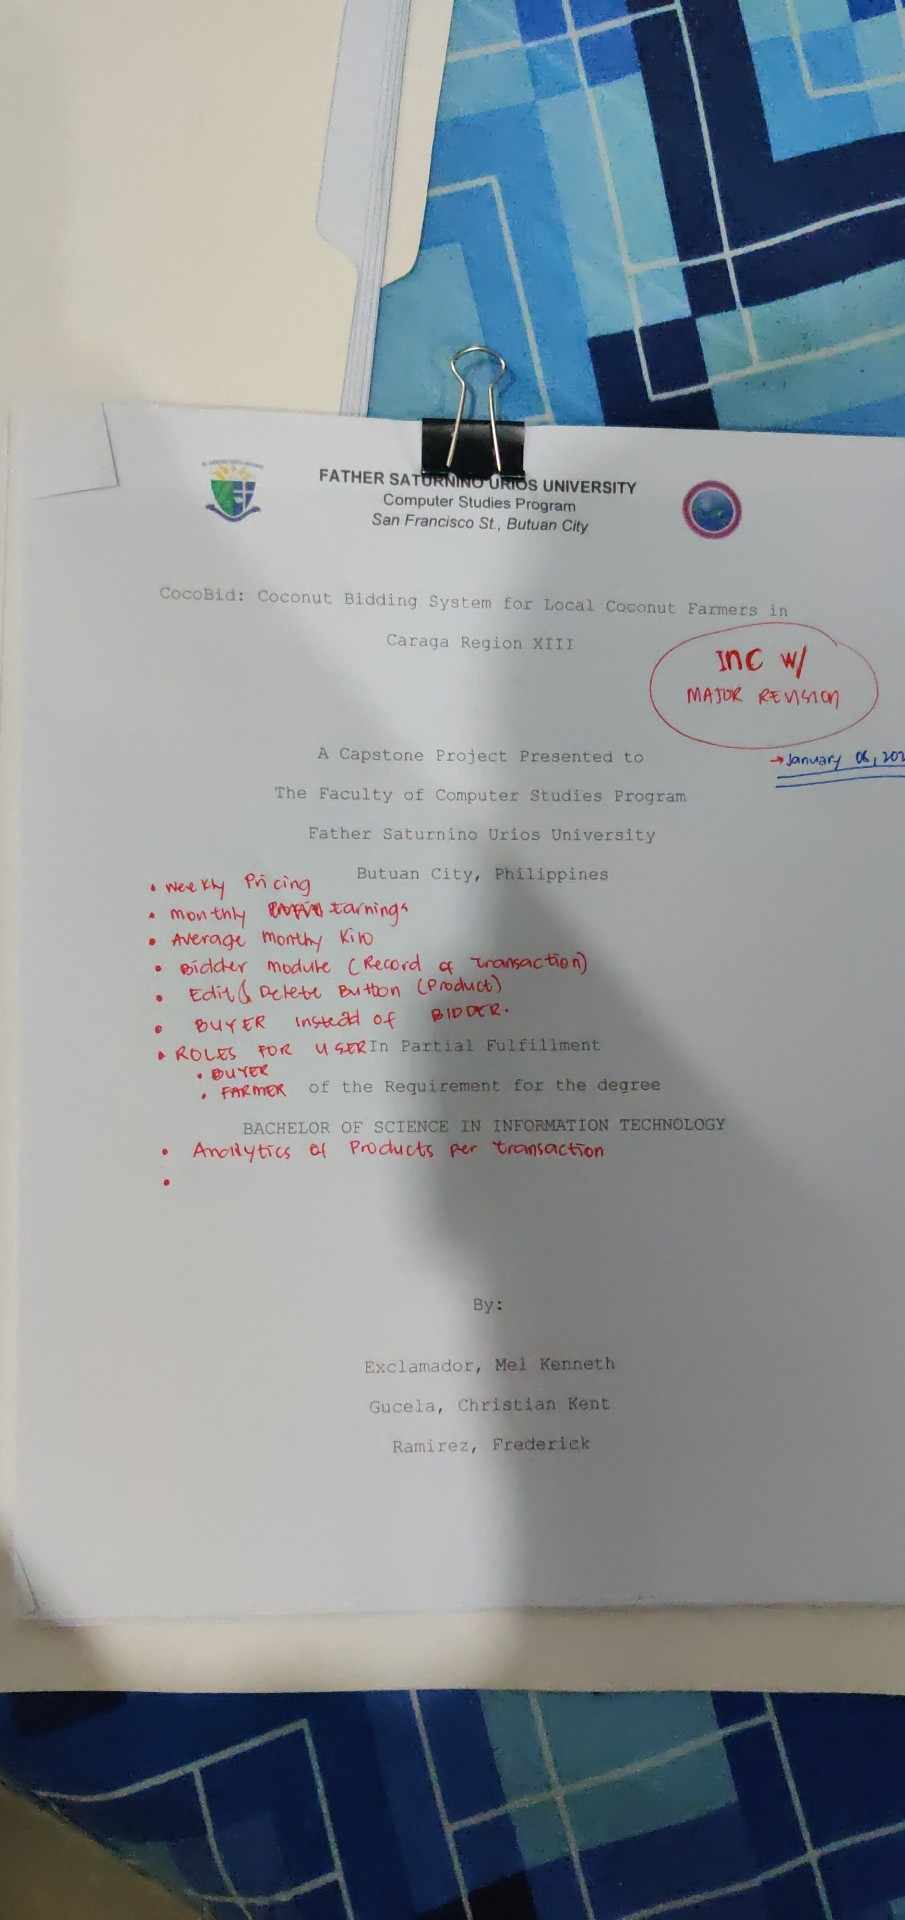 FATHER SATURNINO URIOS UNIVERSITY
Computer Studies Program
San Francisco St., Butuan City
CocoBid: Coconut Bidding System for Local Coconut Farmers in
Caraga Region XIII
INC W/
MAJOR REVISION
A Capstone Project Presented to
→January 06, 202
The Faculty of Computer Studies Program
Father Saturnino Urios University
Butuan City, Philippines
• Weekly Pricing
• Monthly Earnings
• Average Monthly Kilo
• Bidder module (Record of Transaction)
• Edit & Delete Button (Product)
• BUYER instead of BIDDER.
• ROLES FOR USER
In Partial Fulfillment
• BUYER
• FARMER
of the Requirement for the degree
BACHELOR OF SCIENCE IN INFORMATION TECHNOLOGY
• Analytics of Products per transaction
•
By:
Exclamador, Mel Kenneth
Gucela, Christian Kent
Ramirez, Frederick